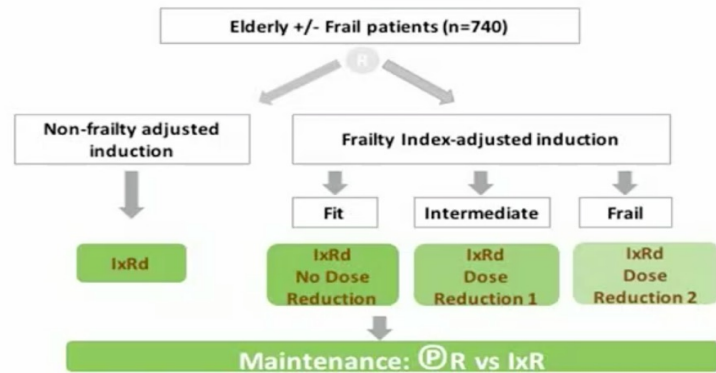 Elderly +/- Frail patients (n=740)
R
Non-frailty adjusted
induction
Frailty Index-adjusted induction
Fit
Intermediate
Frail
IxRd
IxRd
No Dose
Reduction
IxRd
Dose
Reduction 1
IxRd
Dose
Reduction 2
Maintenance: ⓅR vs IxR